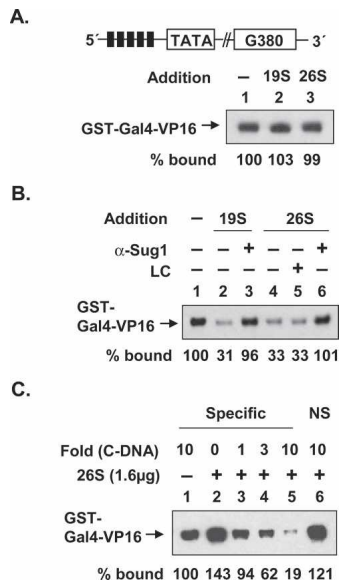 A.
5´ TATA // G380 3´
Addition – 19S 26S
1 2 3
GST-Gal4-VP16
% bound 100 103 99
B.
Addition – 19S 26S
α-Sug1 – – + – – +
LC – – – – + –
1 2 3 4 5 6
GST-
Gal4-VP16
% bound 100 31 96 33 33 101
C.
Specific NS
Fold (C-DNA) 10 0 1 3 10 10
26S (1.6µg) – + + + + +
1 2 3 4 5 6
GST-
Gal4-VP16
% bound 100 143 94 62 19 121